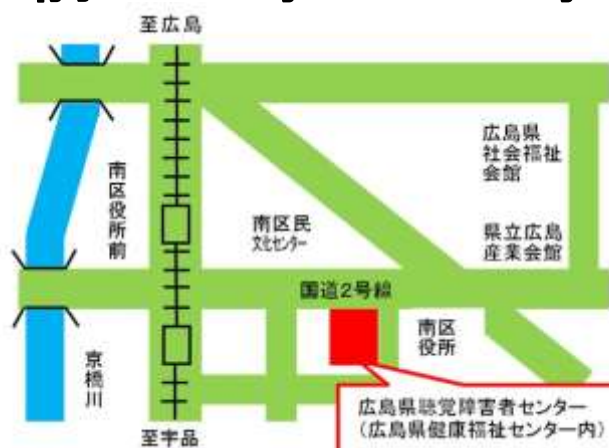 至広島
広島県
社会福祉
会館
南区役所前
南区民
文化センター
県立広島
産業会館
国道2号線
南区
役所
京橋川
広島県聴覚障害者センター
(広島県健康福祉センター内)
至宇品